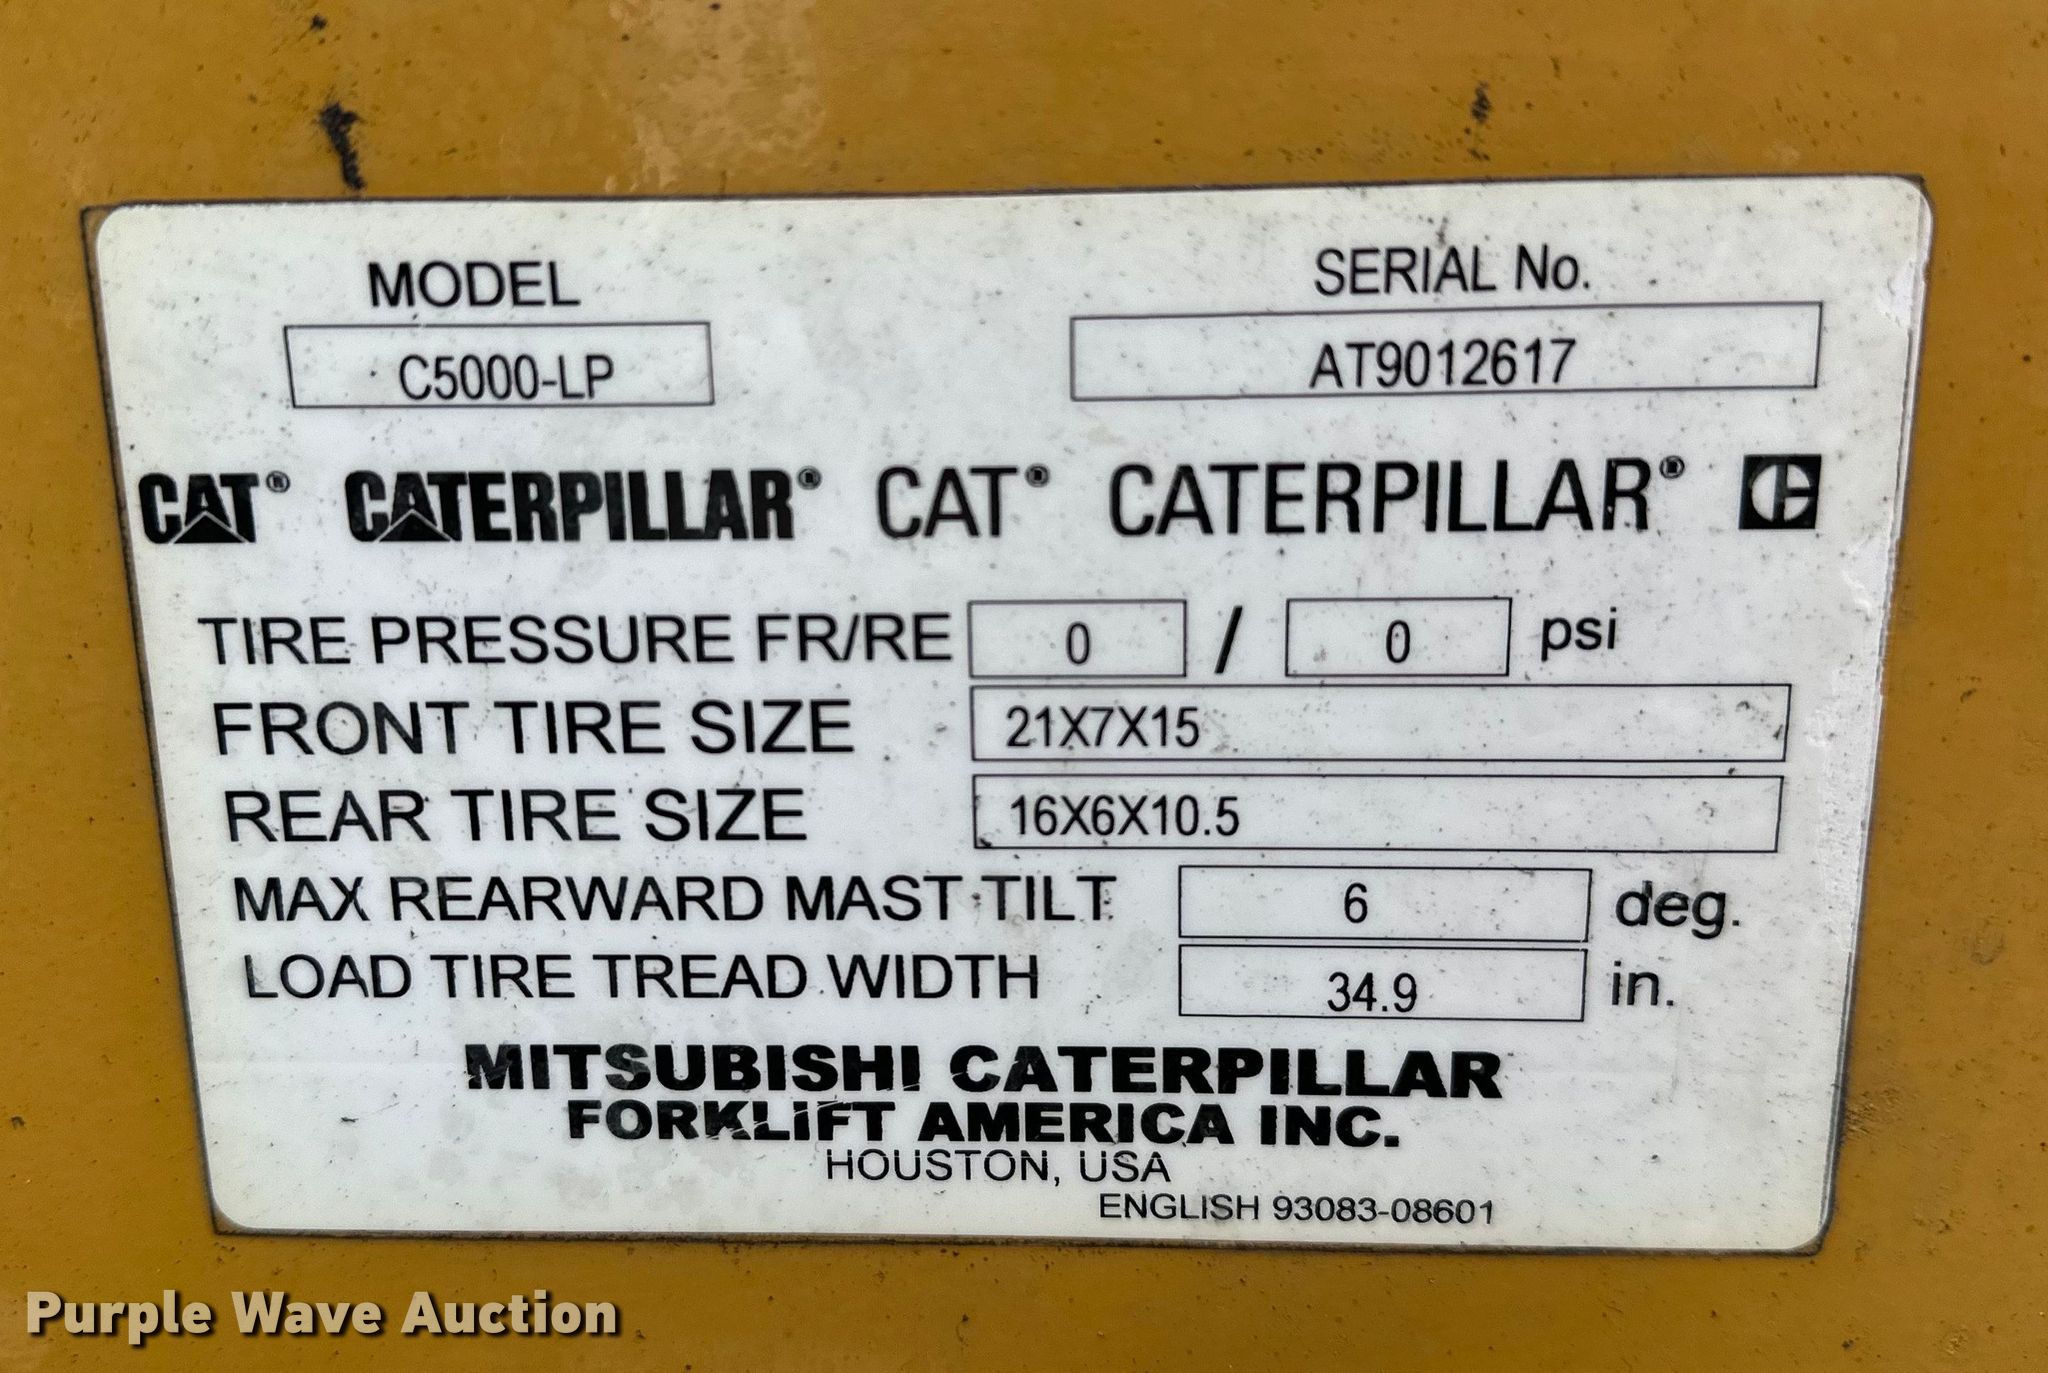 MODEL SERIAL No.
C5000-LP AT9012617
CAT® CATERPILLAR® CAT® CATERPILLAR®
TIRE PRESSURE FR/RE 0 / 0 psi
FRONT TIRE SIZE 21X7X15
REAR TIRE SIZE 16X6X10.5
MAX REARWARD MAST TILT 6 deg.
LOAD TIRE TREAD WIDTH 34.9 in.
MITSUBISHI CATERPILLAR
FORKLIFT AMERICA INC.
HOUSTON, USA
ENGLISH 93083-08601
Purple Wave Auction